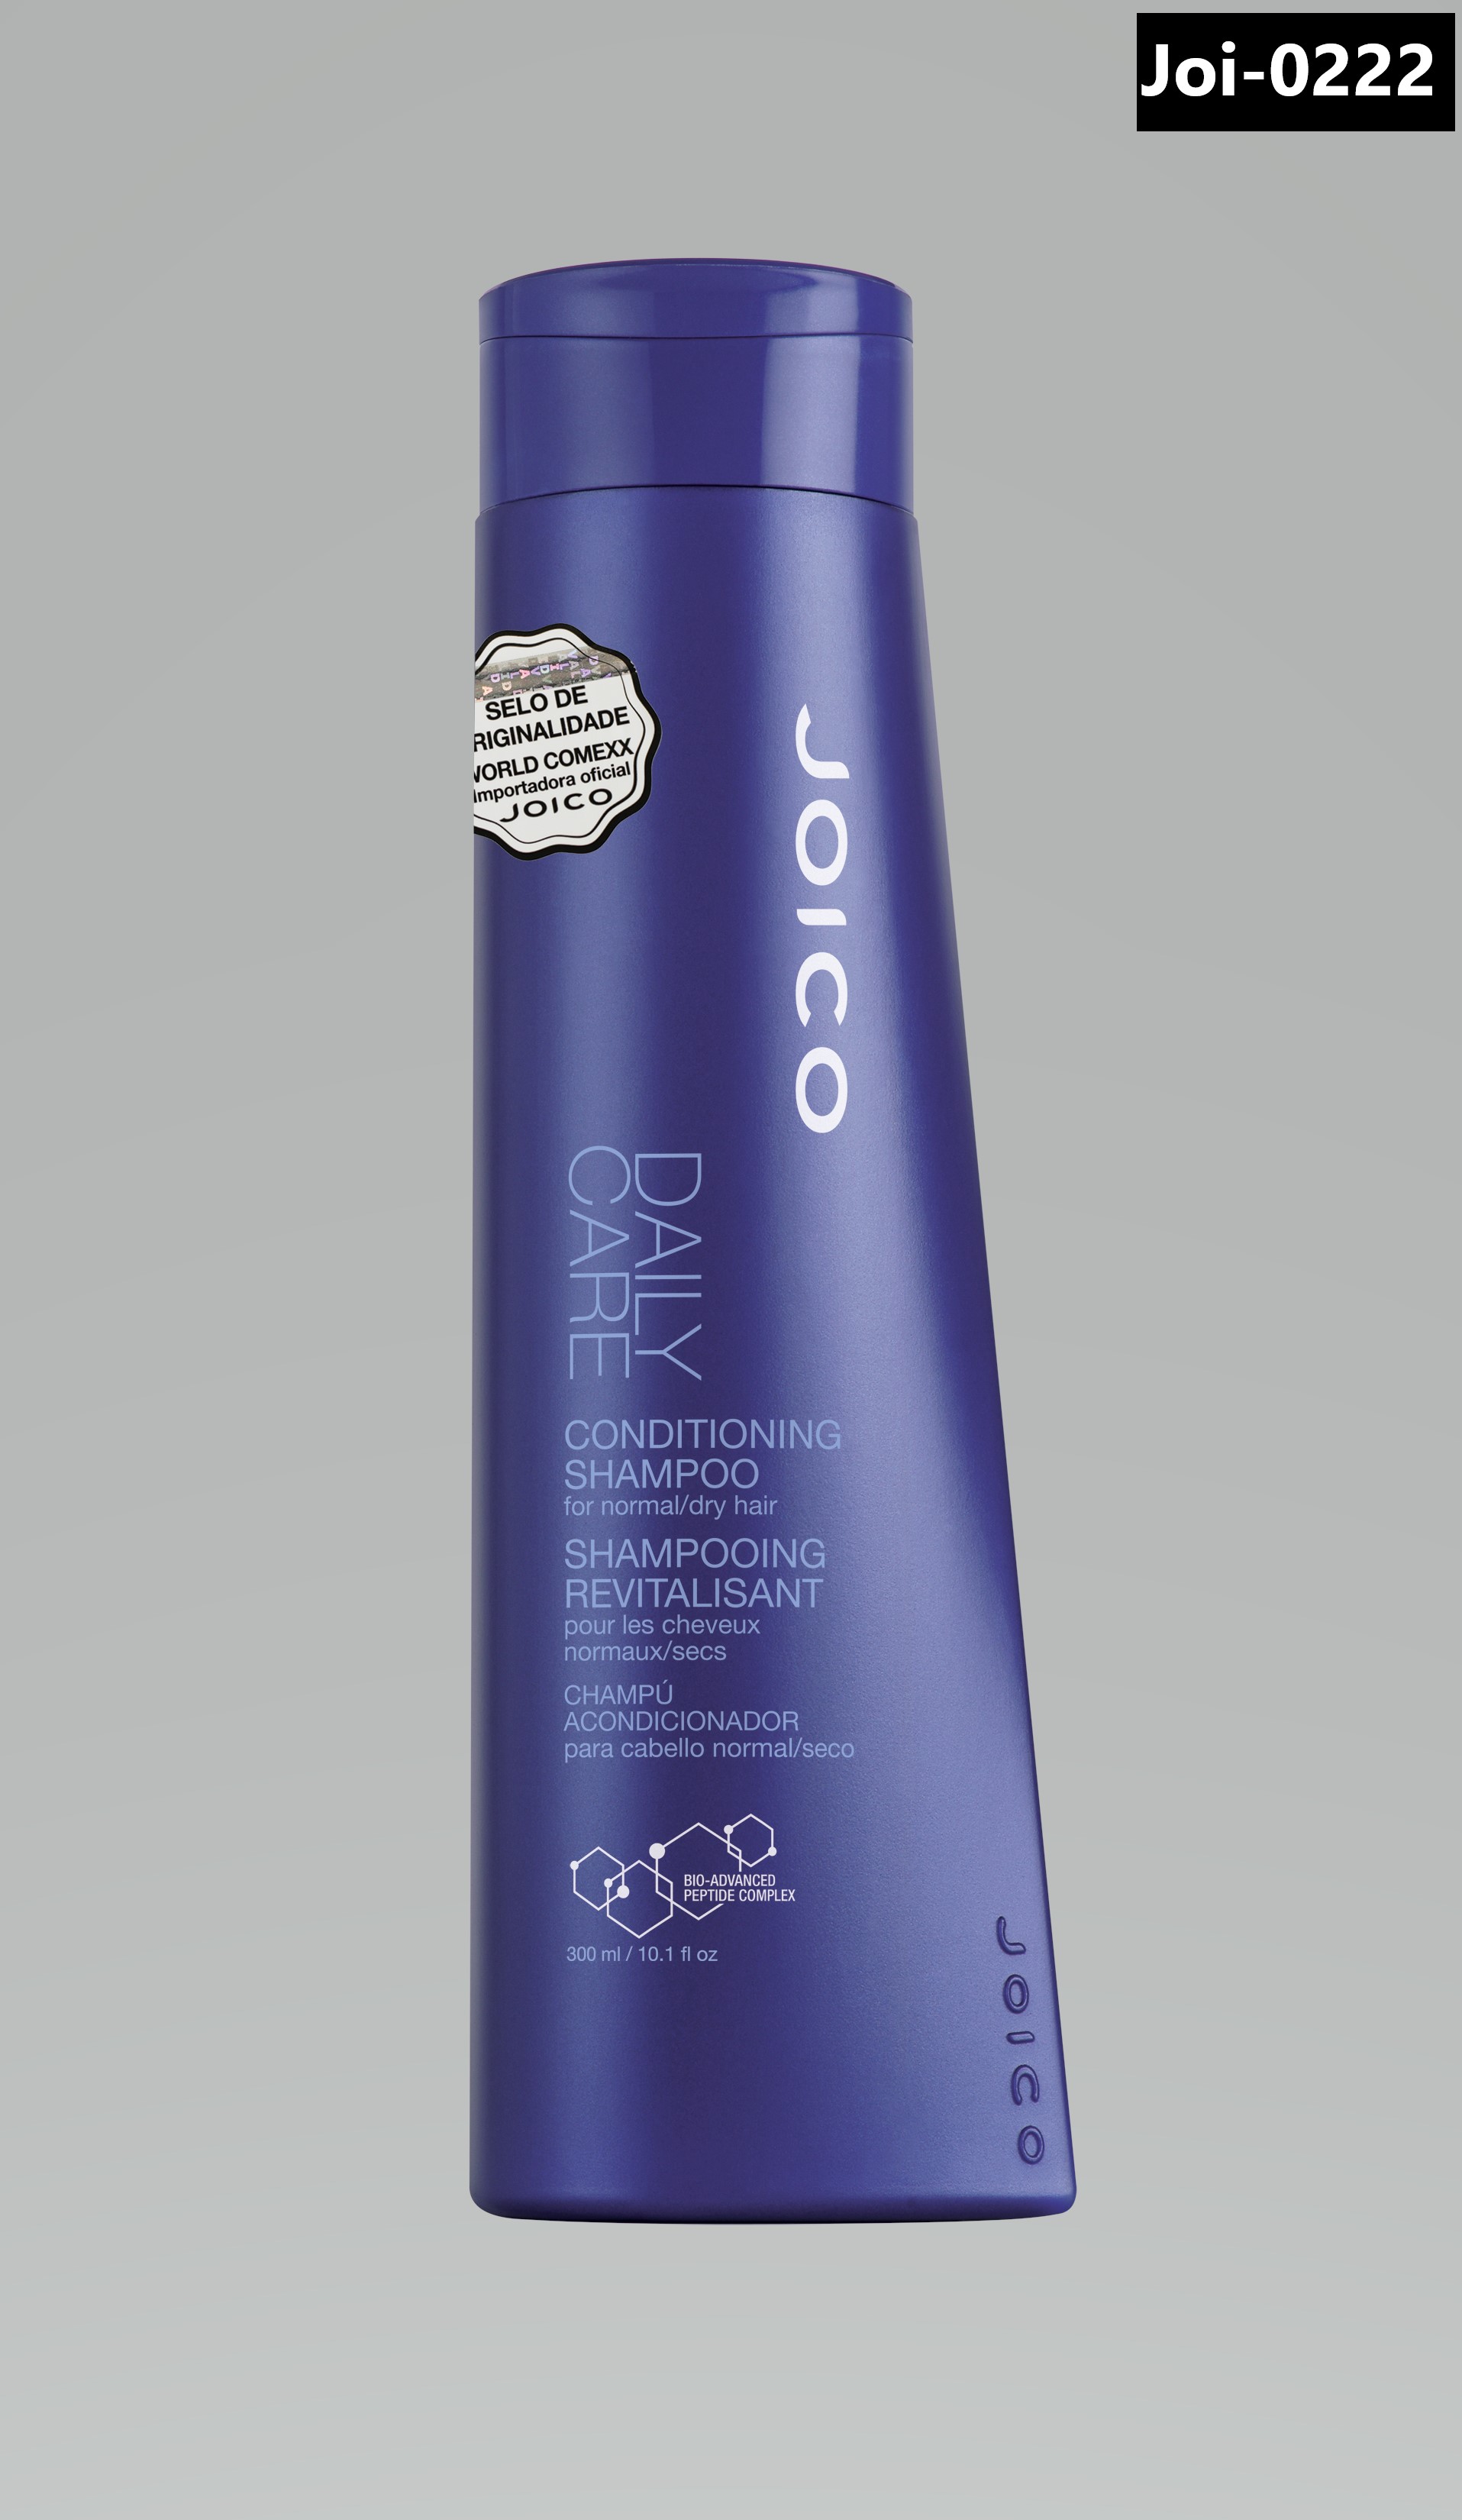 Joi-0222
SELO DE
RIGINALIDADE
WORLD COMEXX
Importadora oficial
JOICO
JOICO
DAILY
CARE
CONDITIONING
SHAMPOO
for normal/dry hair
SHAMPOOING
REVITALISANT
pour les cheveux
normaux/secs
CHAMPÚ
ACONDICIONADOR
para cabello normal/seco
BIO-ADVANCED
PEPTIDE COMPLEX
300 ml / 10.1 fl oz
JOICO